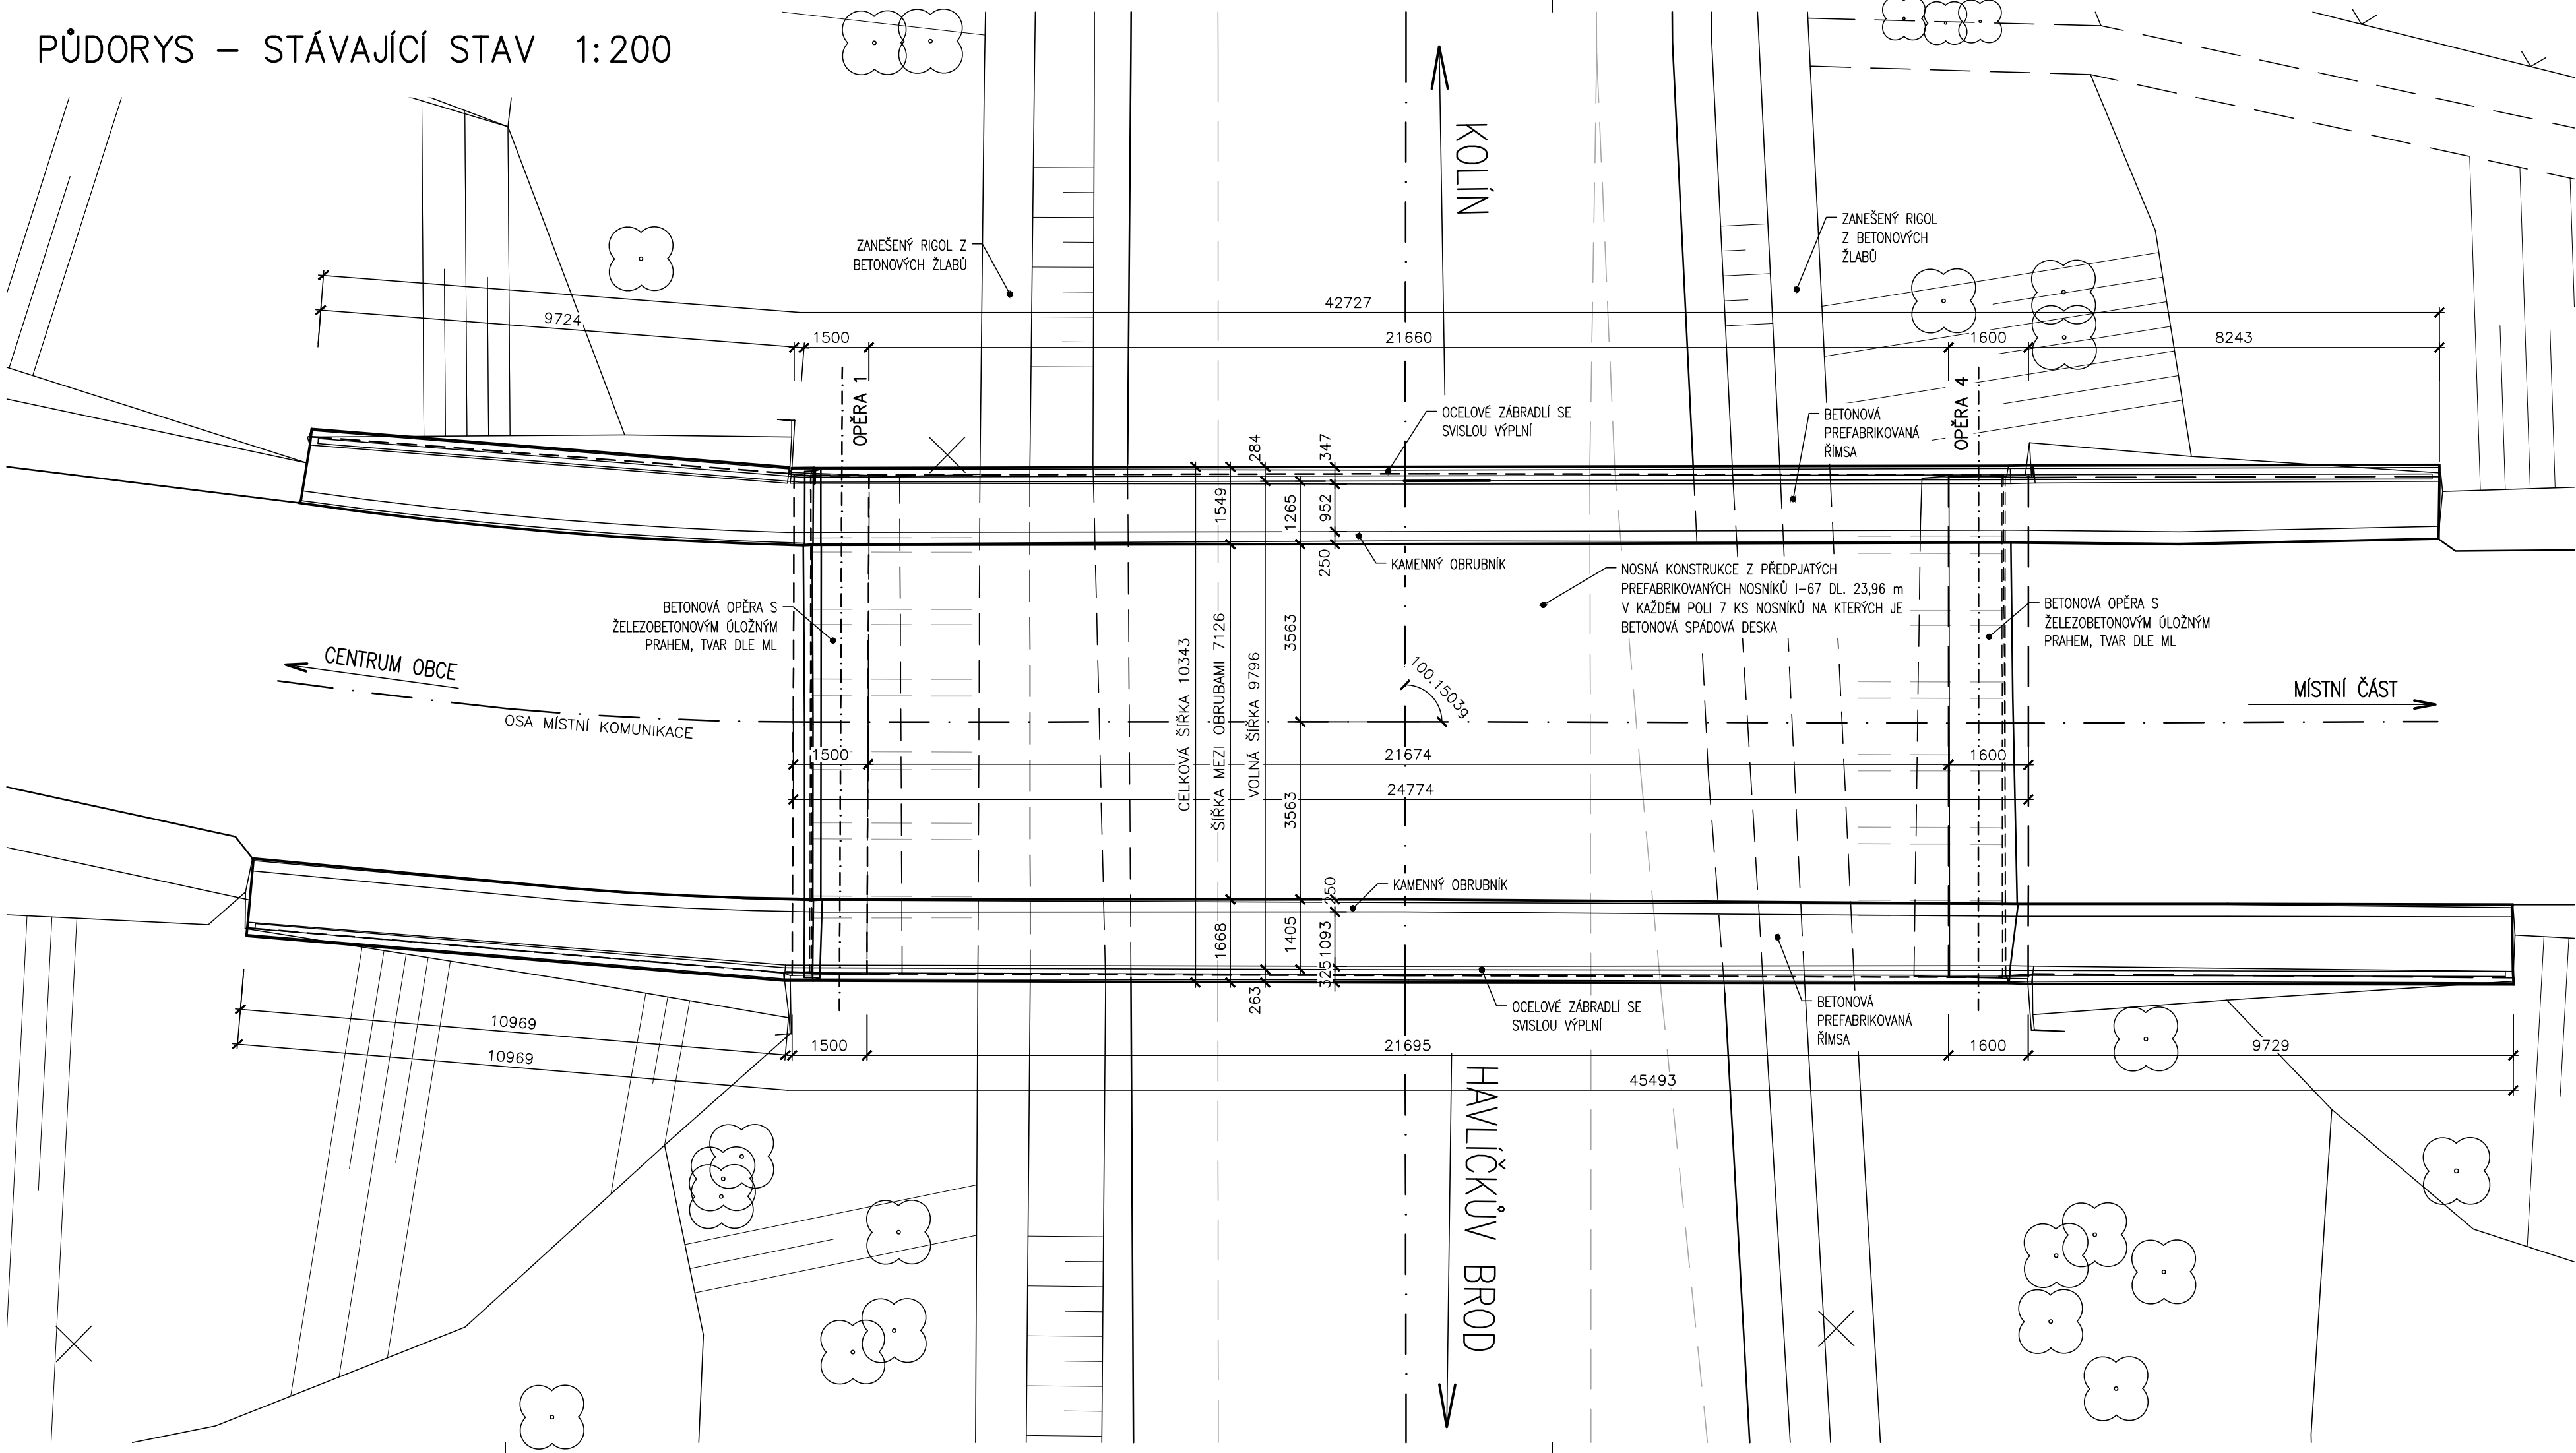 PŮDORYS – STÁVAJÍCÍ STAV 1:200
KOLÍN
ZANEŠENÝ RIGOL Z
BETONOVÝCH ŽLABŮ
ZANEŠENÝ RIGOL
Z BETONOVÝCH
ŽLABŮ
42727
9724
1500
21660
1600
8243
OPĚRA 1
OPĚRA 4
OCELOVÉ ZÁBRADLÍ SE
SVISLOU VÝPLNÍ
BETONOVÁ
PREFABRIKOVANÁ
ŘÍMSA
284
347
1549
1265
952
250
KAMENNÝ OBRUBNÍK
NOSNÁ KONSTRUKCE Z PŘEDPJATÝCH
PREFABRIKOVANÝCH NOSNÍKŮ I–67 DL. 23,96 m
V KAŽDÉM POLI 7 KS NOSNÍKŮ NA KTERÝCH JE
BETONOVÁ SPÁDOVÁ DESKA
BETONOVÁ OPĚRA S
ŽELEZOBETONOVÝM ÚLOŽNÝM
PRAHEM, TVAR DLE ML
BETONOVÁ OPĚRA S
ŽELEZOBETONOVÝM ÚLOŽNÝM
PRAHEM, TVAR DLE ML
CENTRUM OBCE
OSA MÍSTNÍ KOMUNIKACE
MÍSTNÍ ČÁST
CELKOVÁ ŠÍŘKA 10343
ŠÍŘKA MEZI OBRUBAMI 7126
VOLNÁ ŠÍŘKA 9796
3563
3563
100.1503g
1500
21674
1600
24774
KAMENNÝ OBRUBNÍK
250
1668
1405
1093
325
263
OCELOVÉ ZÁBRADLÍ SE
SVISLOU VÝPLNÍ
BETONOVÁ
PREFABRIKOVANÁ
ŘÍMSA
10969
10969
1500
21695
1600
9729
45493
HAVLÍČKŮV BROD